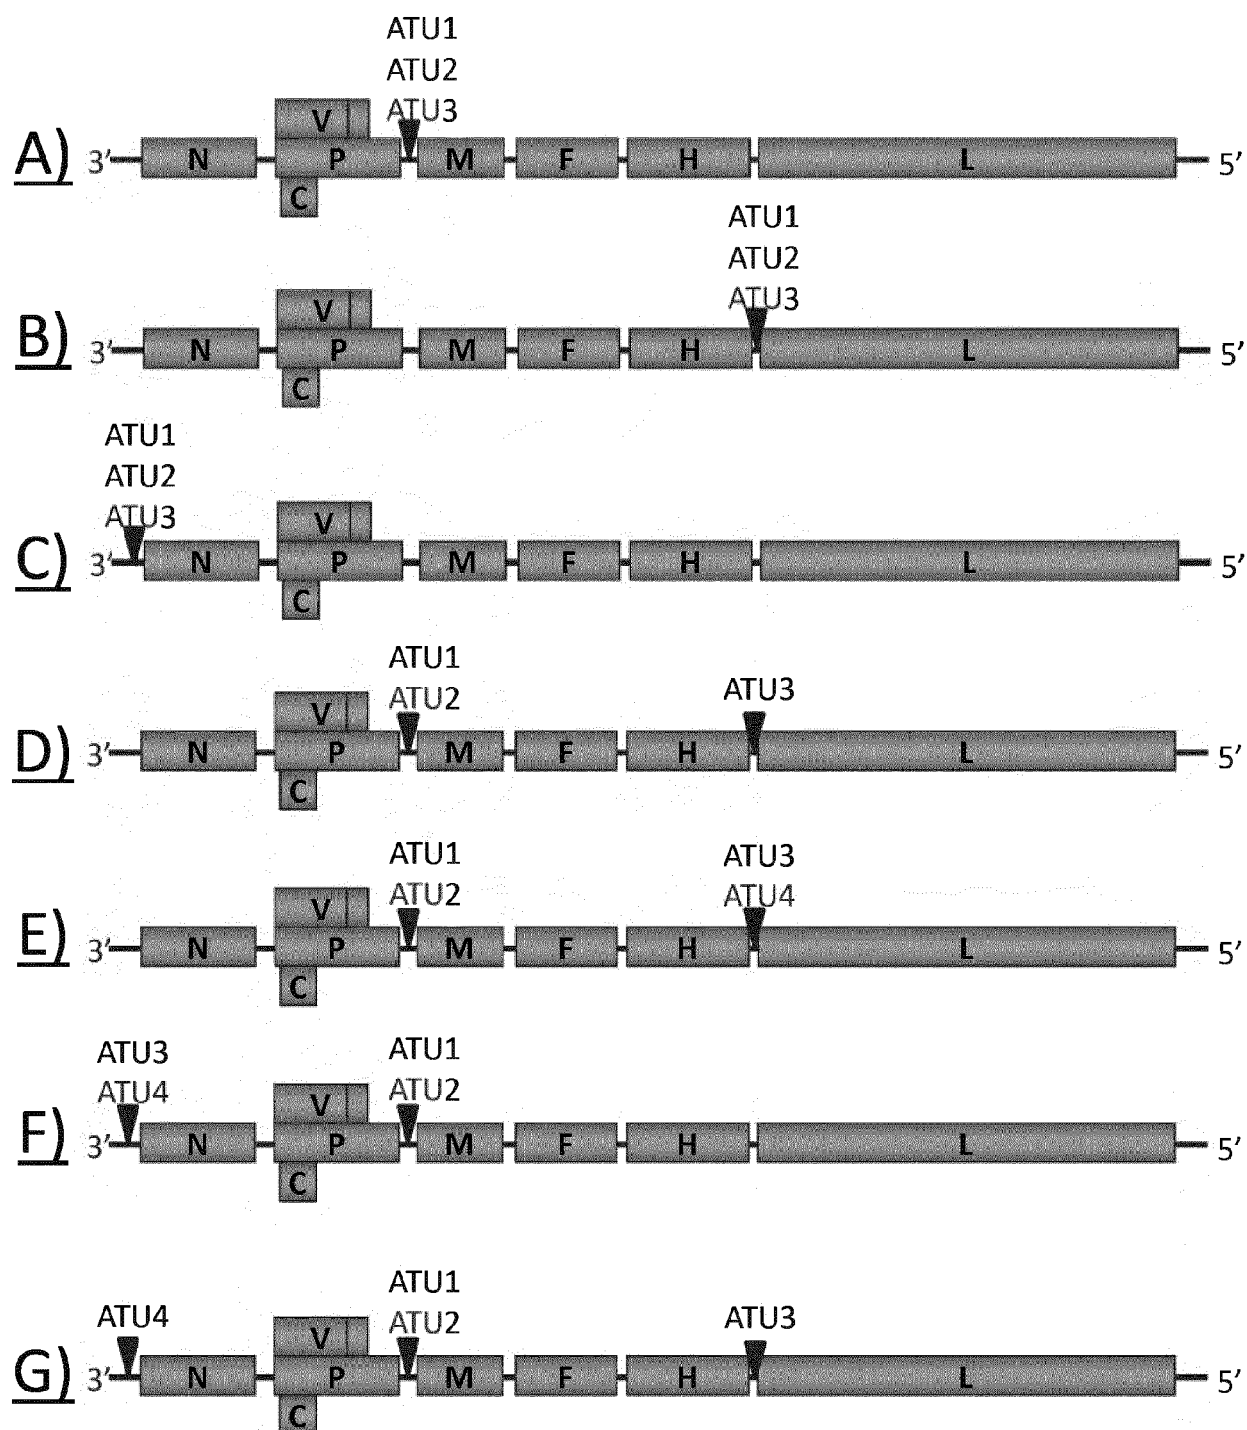 ATU1
ATU2
ATU3
V
A) 3’ N P M F H L 5’
C
ATU1
ATU2
ATU3
V
B) 3’ N P M F H L 5’
C
ATU1
ATU2
ATU3
V
C) 3’ N P M F H L 5’
C
ATU1
ATU2 ATU3
V
D) 3’ N P M F H L 5’
C
ATU1 ATU3
ATU2 ATU4
V
E) 3’ N P M F H L 5’
C
ATU3 ATU1
ATU4 ATU2
V
F) 3’ N P M F H L 5’
C
ATU1
ATU4 ATU2 ATU3
V
G) 3’ N P M F H L 5’
C